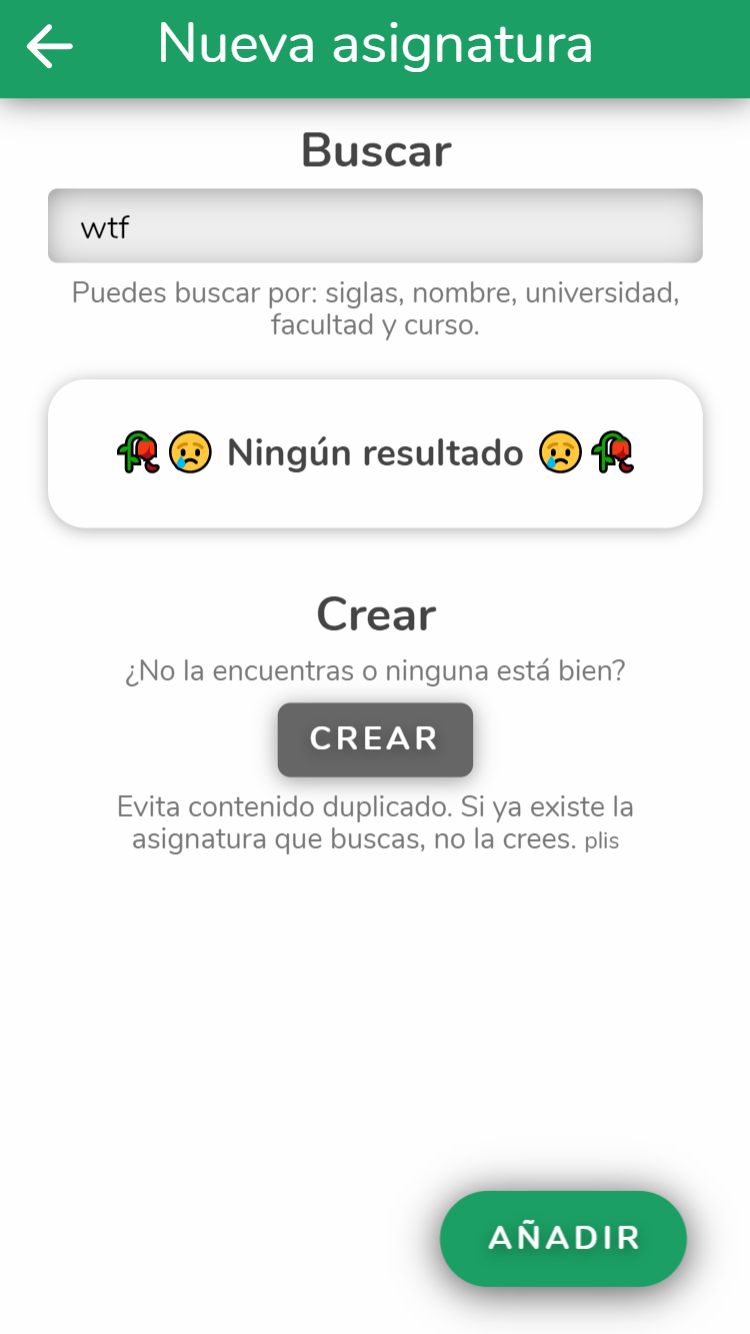 Nueva asignatura
Buscar
wtf
Puedes buscar por: siglas, nombre, universidad,
facultad y curso.
🥀😢 Ningún resultado 😢🥀
Crear
¿No la encuentras o ninguna está bien?
CREAR
Evita contenido duplicado. Si ya existe la
asignatura que buscas, no la crees. plis
AÑADIR